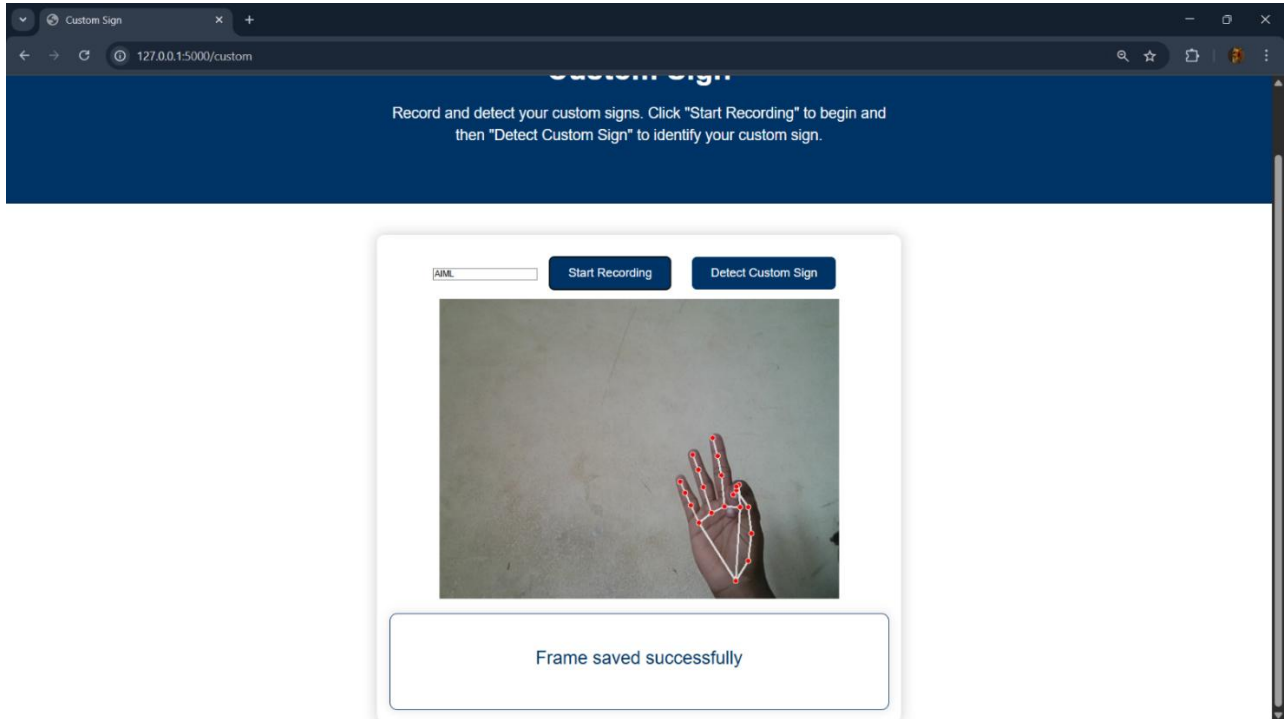 Custom Sign
127.0.0.1:5000/custom
Custom Sign
Record and detect your custom signs. Click "Start Recording" to begin and
then "Detect Custom Sign" to identify your custom sign.
AIML
Start Recording
Detect Custom Sign
Frame saved successfully